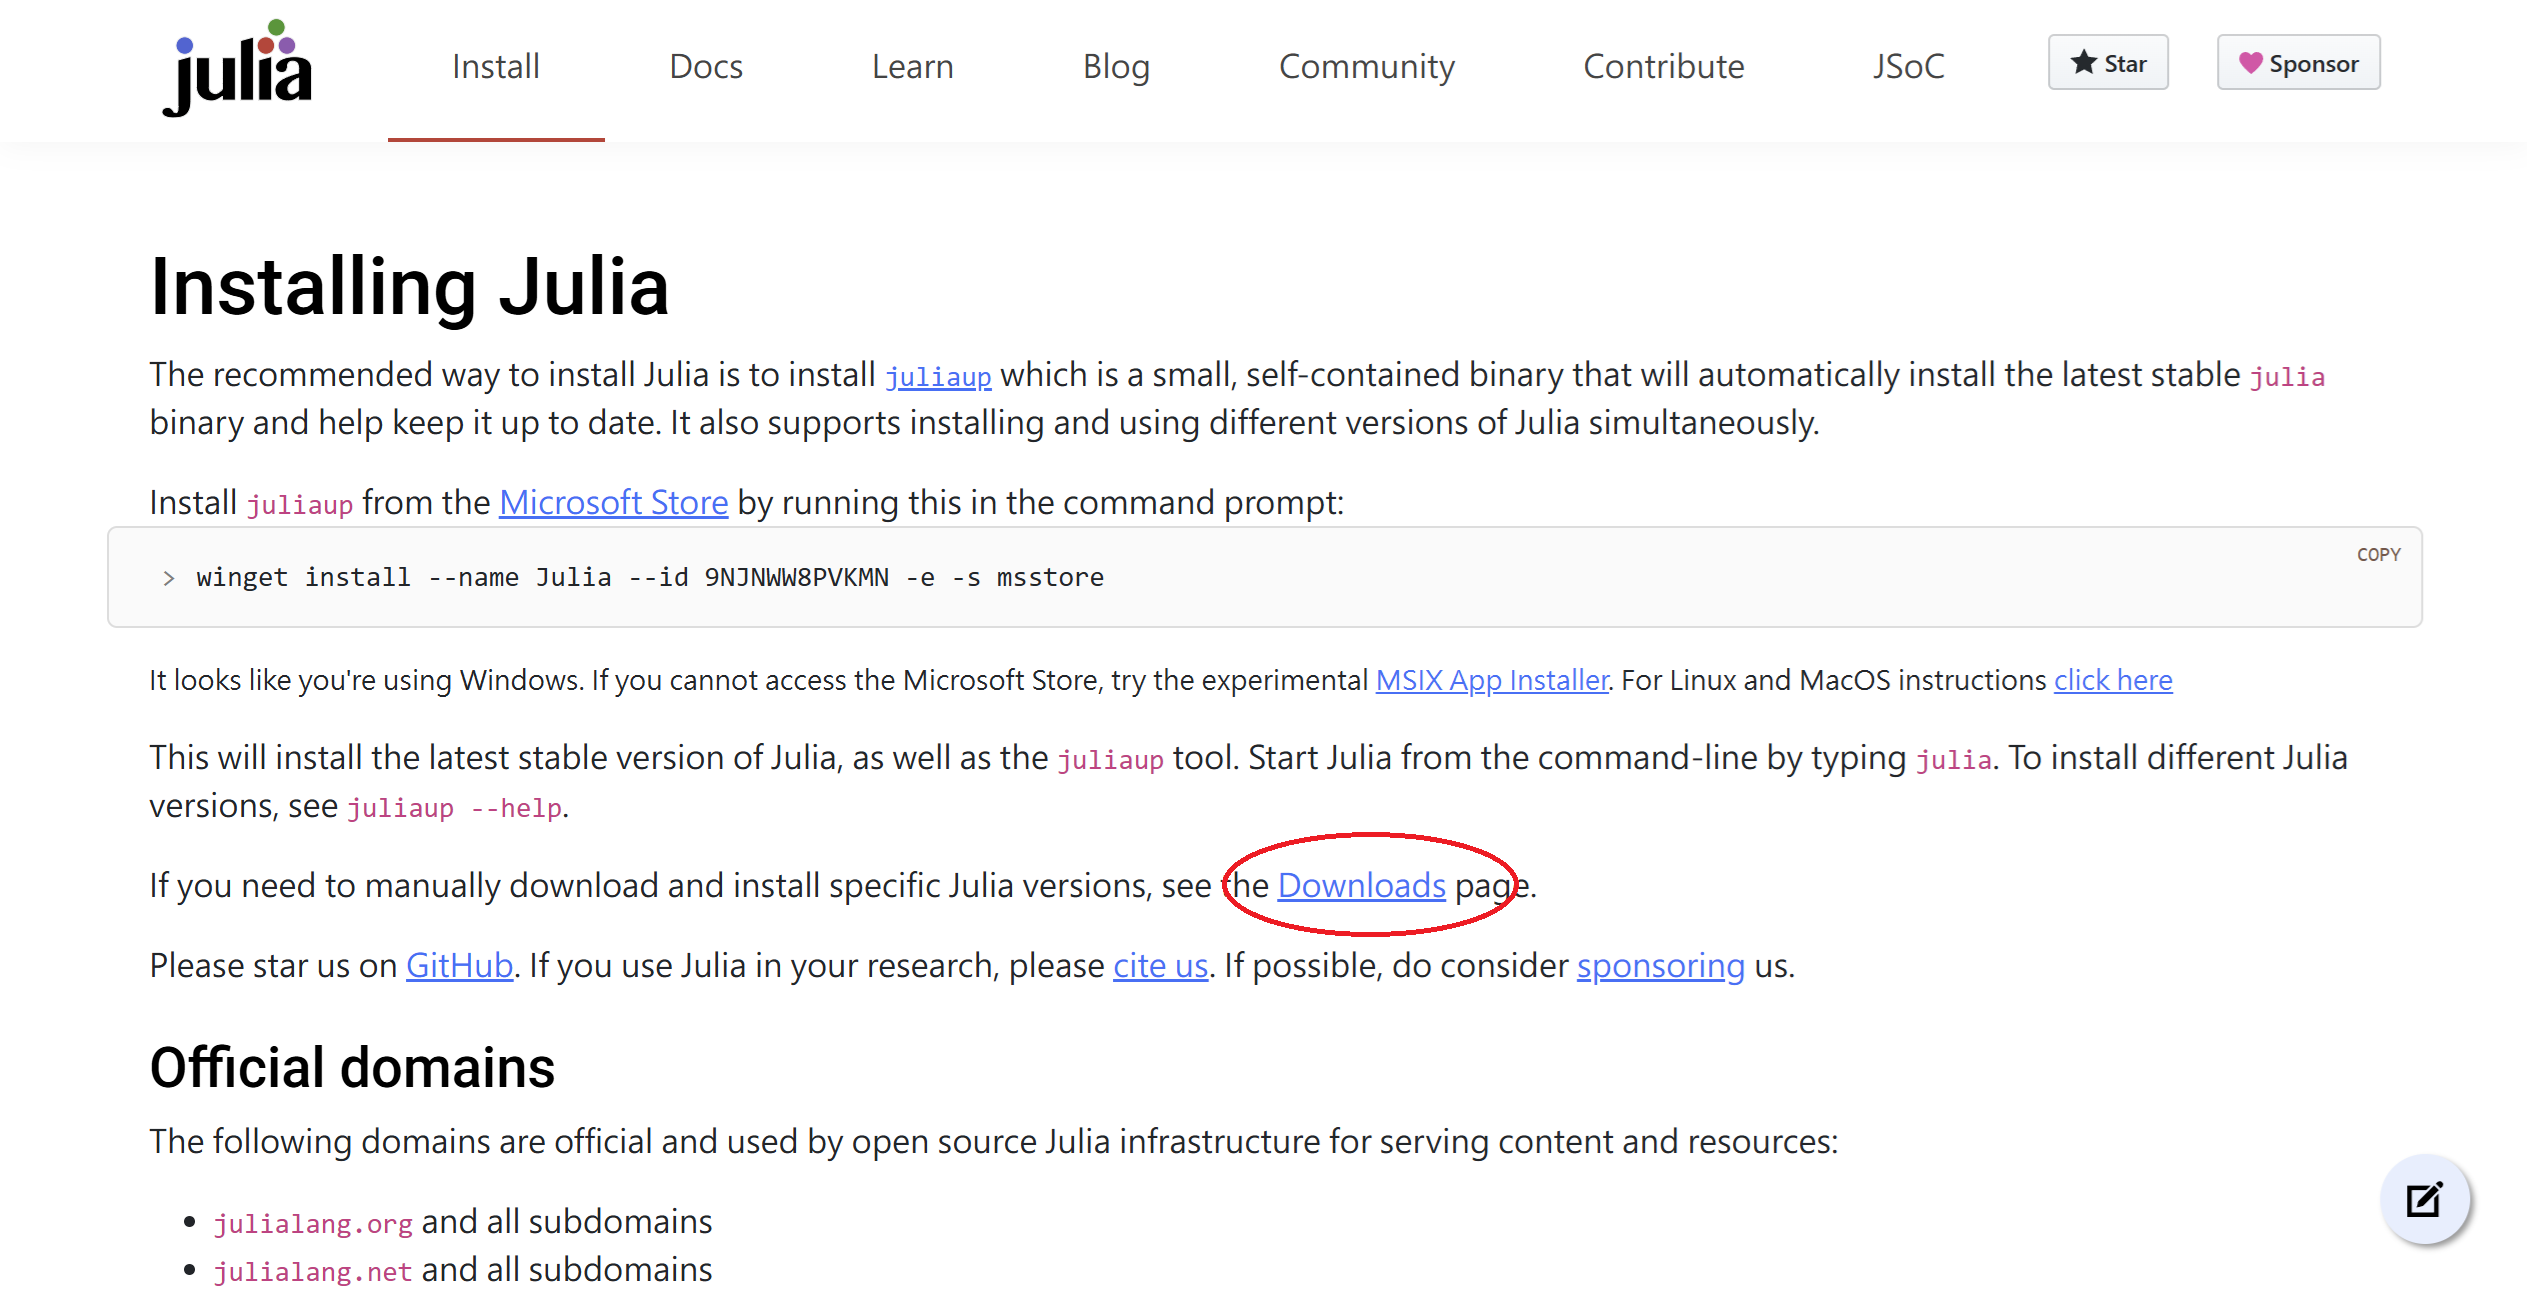 julia
Install Docs Learn Blog Community Contribute JSoC Star Sponsor
Installing Julia
The recommended way to install Julia is to install juliaup which is a small, self-contained binary that will automatically install the latest stable julia
binary and help keep it up to date. It also supports installing and using different versions of Julia simultaneously.
Install juliaup from the Microsoft Store by running this in the command prompt:
COPY
> winget install --name Julia --id 9NJNWW8PVKMN -e -s msstore
It looks like you're using Windows. If you cannot access the Microsoft Store, try the experimental MSIX App Installer. For Linux and MacOS instructions click here
This will install the latest stable version of Julia, as well as the juliaup tool. Start Julia from the command-line by typing julia. To install different Julia
versions, see juliaup --help.
If you need to manually download and install specific Julia versions, see the Downloads page.
Please star us on GitHub. If you use Julia in your research, please cite us. If possible, do consider sponsoring us.
Official domains
The following domains are official and used by open source Julia infrastructure for serving content and resources:
• julialang.org and all subdomains
• julialang.net and all subdomains